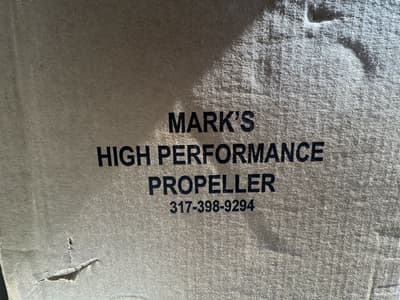 MARK'S
HIGH PERFORMANCE
PROPELLER
317-398-9294